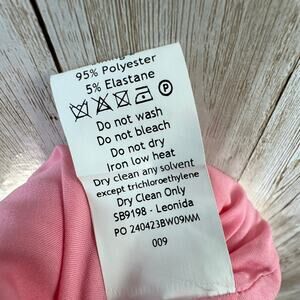 95% Polyester
5% Elastane
P
Do not wash
Do not bleach
Do not dry
Iron low heat
Dry clean any solvent
except trichloroethylene
Dry Clean Only
SB9198 - Leonida
PO 240423BW09MM
009